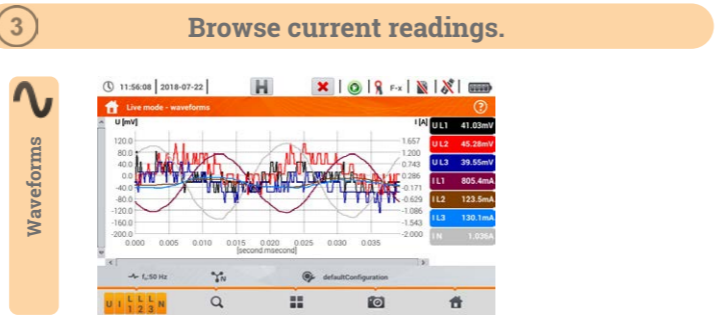 3
Browse current readings.
Waveforms
11:56:08 2018-07-22 H F-x
Live mode - waveforms ?
U [mV] I [A]
120.0 1.657
80.0 1.200
40.0 0.743
0.0 0.286
-40.0 -0.171
-80.0 -0.629
-120.0 -1.086
-160.0 -1.543
-200.0 -2.000
0.000 0.005 0.010 0.015 0.020 0.025 0.030 0.035
[second.msecond]
U L1 41.03mV
U L2 45.28mV
U L3 39.55mV
I L1 805.4mA
I L2 123.5mA
I L3 130.1mA
I N 1.036A
fn:50 Hz N defaultConfiguration
U I L1 L2 L3 N